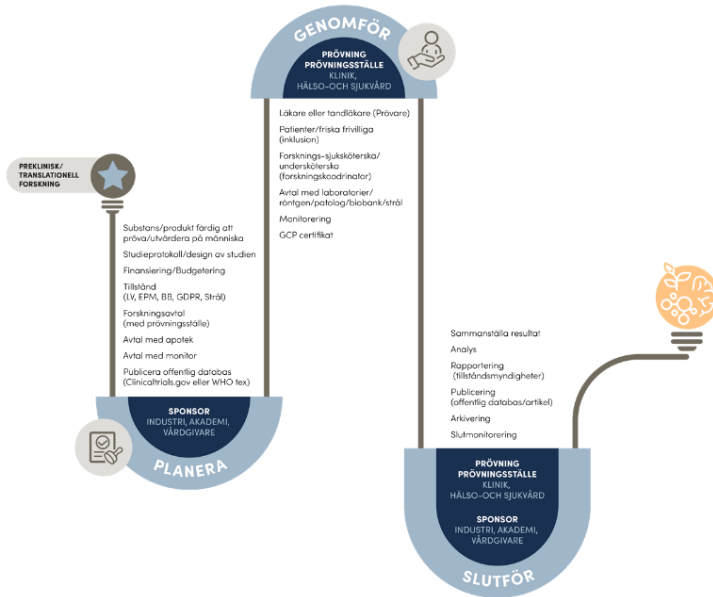 PREKLINISK/
TRANSLATIONELL
FORSKNING
Substans/produkt färdig att
pröva/utvärdera på människa
Studieprotokoll/design av studien
Finansiering/Budgetering
Tillstånd
(LV, EPM, BB, GDPR, Strål)
Forskningsavtal
(med prövningsställe)
Avtal med apotek
Avtal med monitor
Publicera offentlig databas
(Clinicaltrials.gov eller WHO tex)
SPONSOR
INDUSTRI, AKADEMI,
VÅRDGIVARE
PLANERA
GENOMFÖR
PRÖVNING
PRÖVNINGSSTÄLLE
KLINIK,
HÄLSO-OCH SJUKVÅRD
Läkare eller tandläkare (Prövare)
Patienter/friska frivilliga
(inklusion)
Forsknings-sjuksköterska/
undersköterska
(forskningskoodrinator)
Avtal med laboratorier/
röntgen/patolog/biobank/strål
Monitorering
GCP certifikat
Sammanställa resultat
Analys
Rapportering
(tillståndsmyndigheter)
Publicering
(offentlig databas/artikel)
Arkivering
Slutmonitorering
PRÖVNING
PRÖVNINGSSTÄLLE
KLINIK,
HÄLSO-OCH SJUKVÅRD
SPONSOR
INDUSTRI, AKADEMI,
VÅRDGIVARE
SLUTFÖR